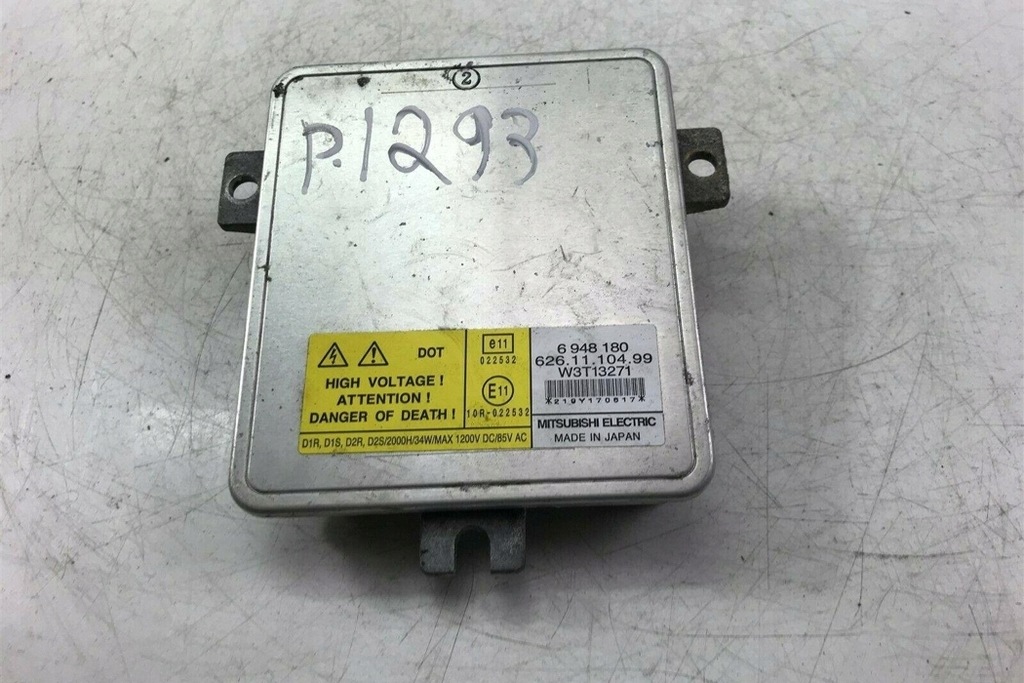 2
P.1293
DOT
HIGH VOLTAGE !
ATTENTION !
DANGER OF DEATH !
e11
022532
E11
10R-022532
D1R, D1S, D2R, D2S/2000H/34W/MAX 1200V DC/85V AC
6 948 180
626.11.104.99
W3T13271
*219Y170617*
MITSUBISHI ELECTRIC
MADE IN JAPAN